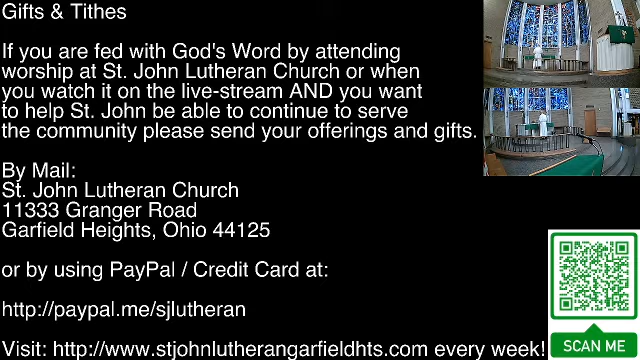 Gifts & Tithes
If you are fed with God's Word by attending
worship at St. John Lutheran Church or when
you watch it on the live-stream AND you want
to help St. John be able to continue to serve
the community please send your offerings and gifts.
By Mail:
St. John Lutheran Church
11333 Granger Road
Garfield Heights, Ohio 44125
or by using PayPal / Credit Card at:
http://paypal.me/sjlutheran
Visit: http://www.stjohnlutherangarfieldhts.com every week!
SCAN ME